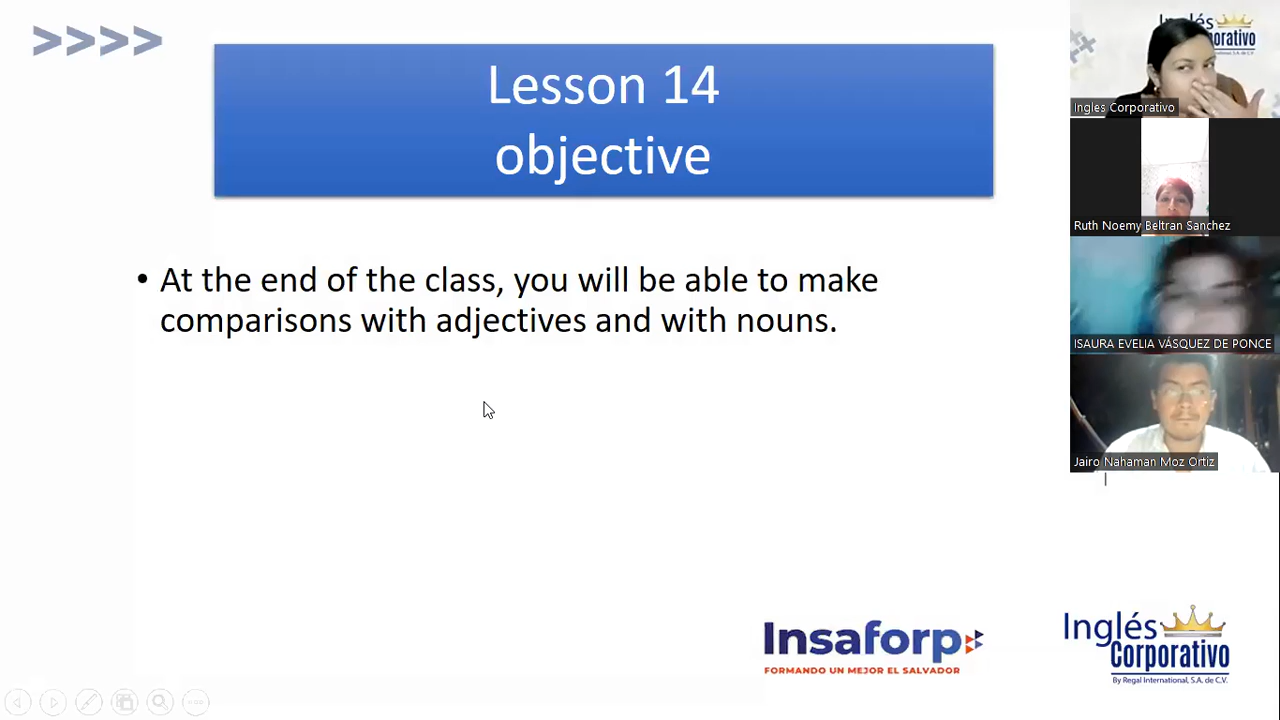 >>>>
Lesson 14
objective
• At the end of the class, you will be able to make
comparisons with adjectives and with nouns.
Insaforp
FORMANDO UN MEJOR EL SALVADOR
Inglés
Corporativo
By Regal International, S.A. de C.V.
Inglés
orporativo
Ingles Corporativo
Ruth Noemy Beltran Sanchez
ISAURA EVELIA VÁSQUEZ DE PONCE
Jairo Nahaman Moz Ortiz